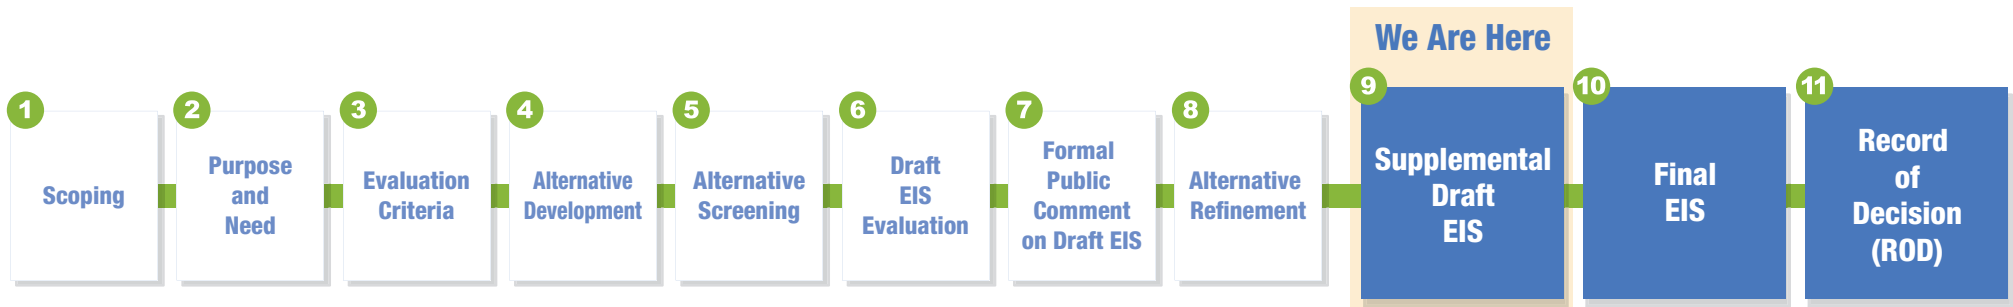 We Are Here
1
Scoping
2
Purpose
and
Need
3
Evaluation
Criteria
4
Alternative
Development
5
Alternative
Screening
6
Draft
EIS
Evaluation
7
Formal
Public
Comment
on Draft EIS
8
Alternative
Refinement
9
Supplemental
Draft
EIS
10
Final
EIS
11
Record
of
Decision
(ROD)